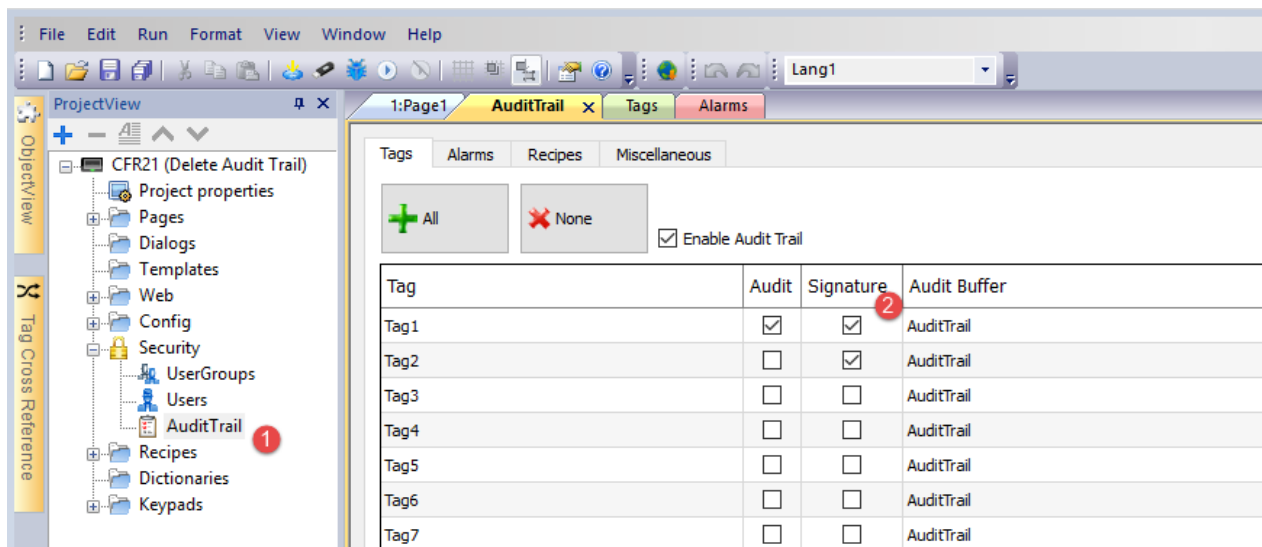 File Edit Run Format View Window Help
Lang1
ProjectView
1:Page1 AuditTrail Tags Alarms
ObjectView
Tag Cross Reference
CFR21 (Delete Audit Trail)
Project properties
Pages
Dialogs
Templates
Web
Config
Security
UserGroups
Users
AuditTrail
1
Recipes
Dictionaries
Keypads
Tags Alarms Recipes Miscellaneous
All None Enable Audit Trail
Tag Audit Signature Audit Buffer
2
Tag1 AuditTrail
Tag2 AuditTrail
Tag3 AuditTrail
Tag4 AuditTrail
Tag5 AuditTrail
Tag6 AuditTrail
Tag7 AuditTrail